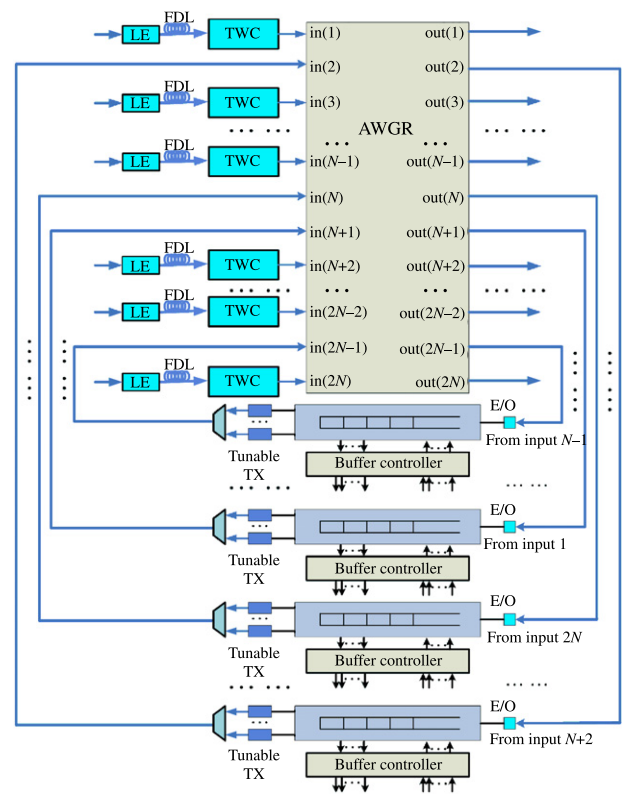 FDL
LE
TWC
in(1)
out(1)
in(2)
out(2)
FDL
LE
TWC
in(3)
out(3)
AWGR
FDL
LE
TWC
in(N–1)
out(N–1)
in(N)
out(N)
in(N+1)
out(N+1)
FDL
LE
TWC
in(N+2)
out(N+2)
FDL
LE
TWC
in(2N–2)
out(2N–2)
in(2N–1)
out(2N–1)
FDL
LE
TWC
in(2N)
out(2N)
E/O
From input N–1
Tunable
TX
Buffer controller
E/O
From input 1
Tunable
TX
Buffer controller
E/O
From input 2N
Tunable
TX
Buffer controller
E/O
From input N+2
Tunable
TX
Buffer controller